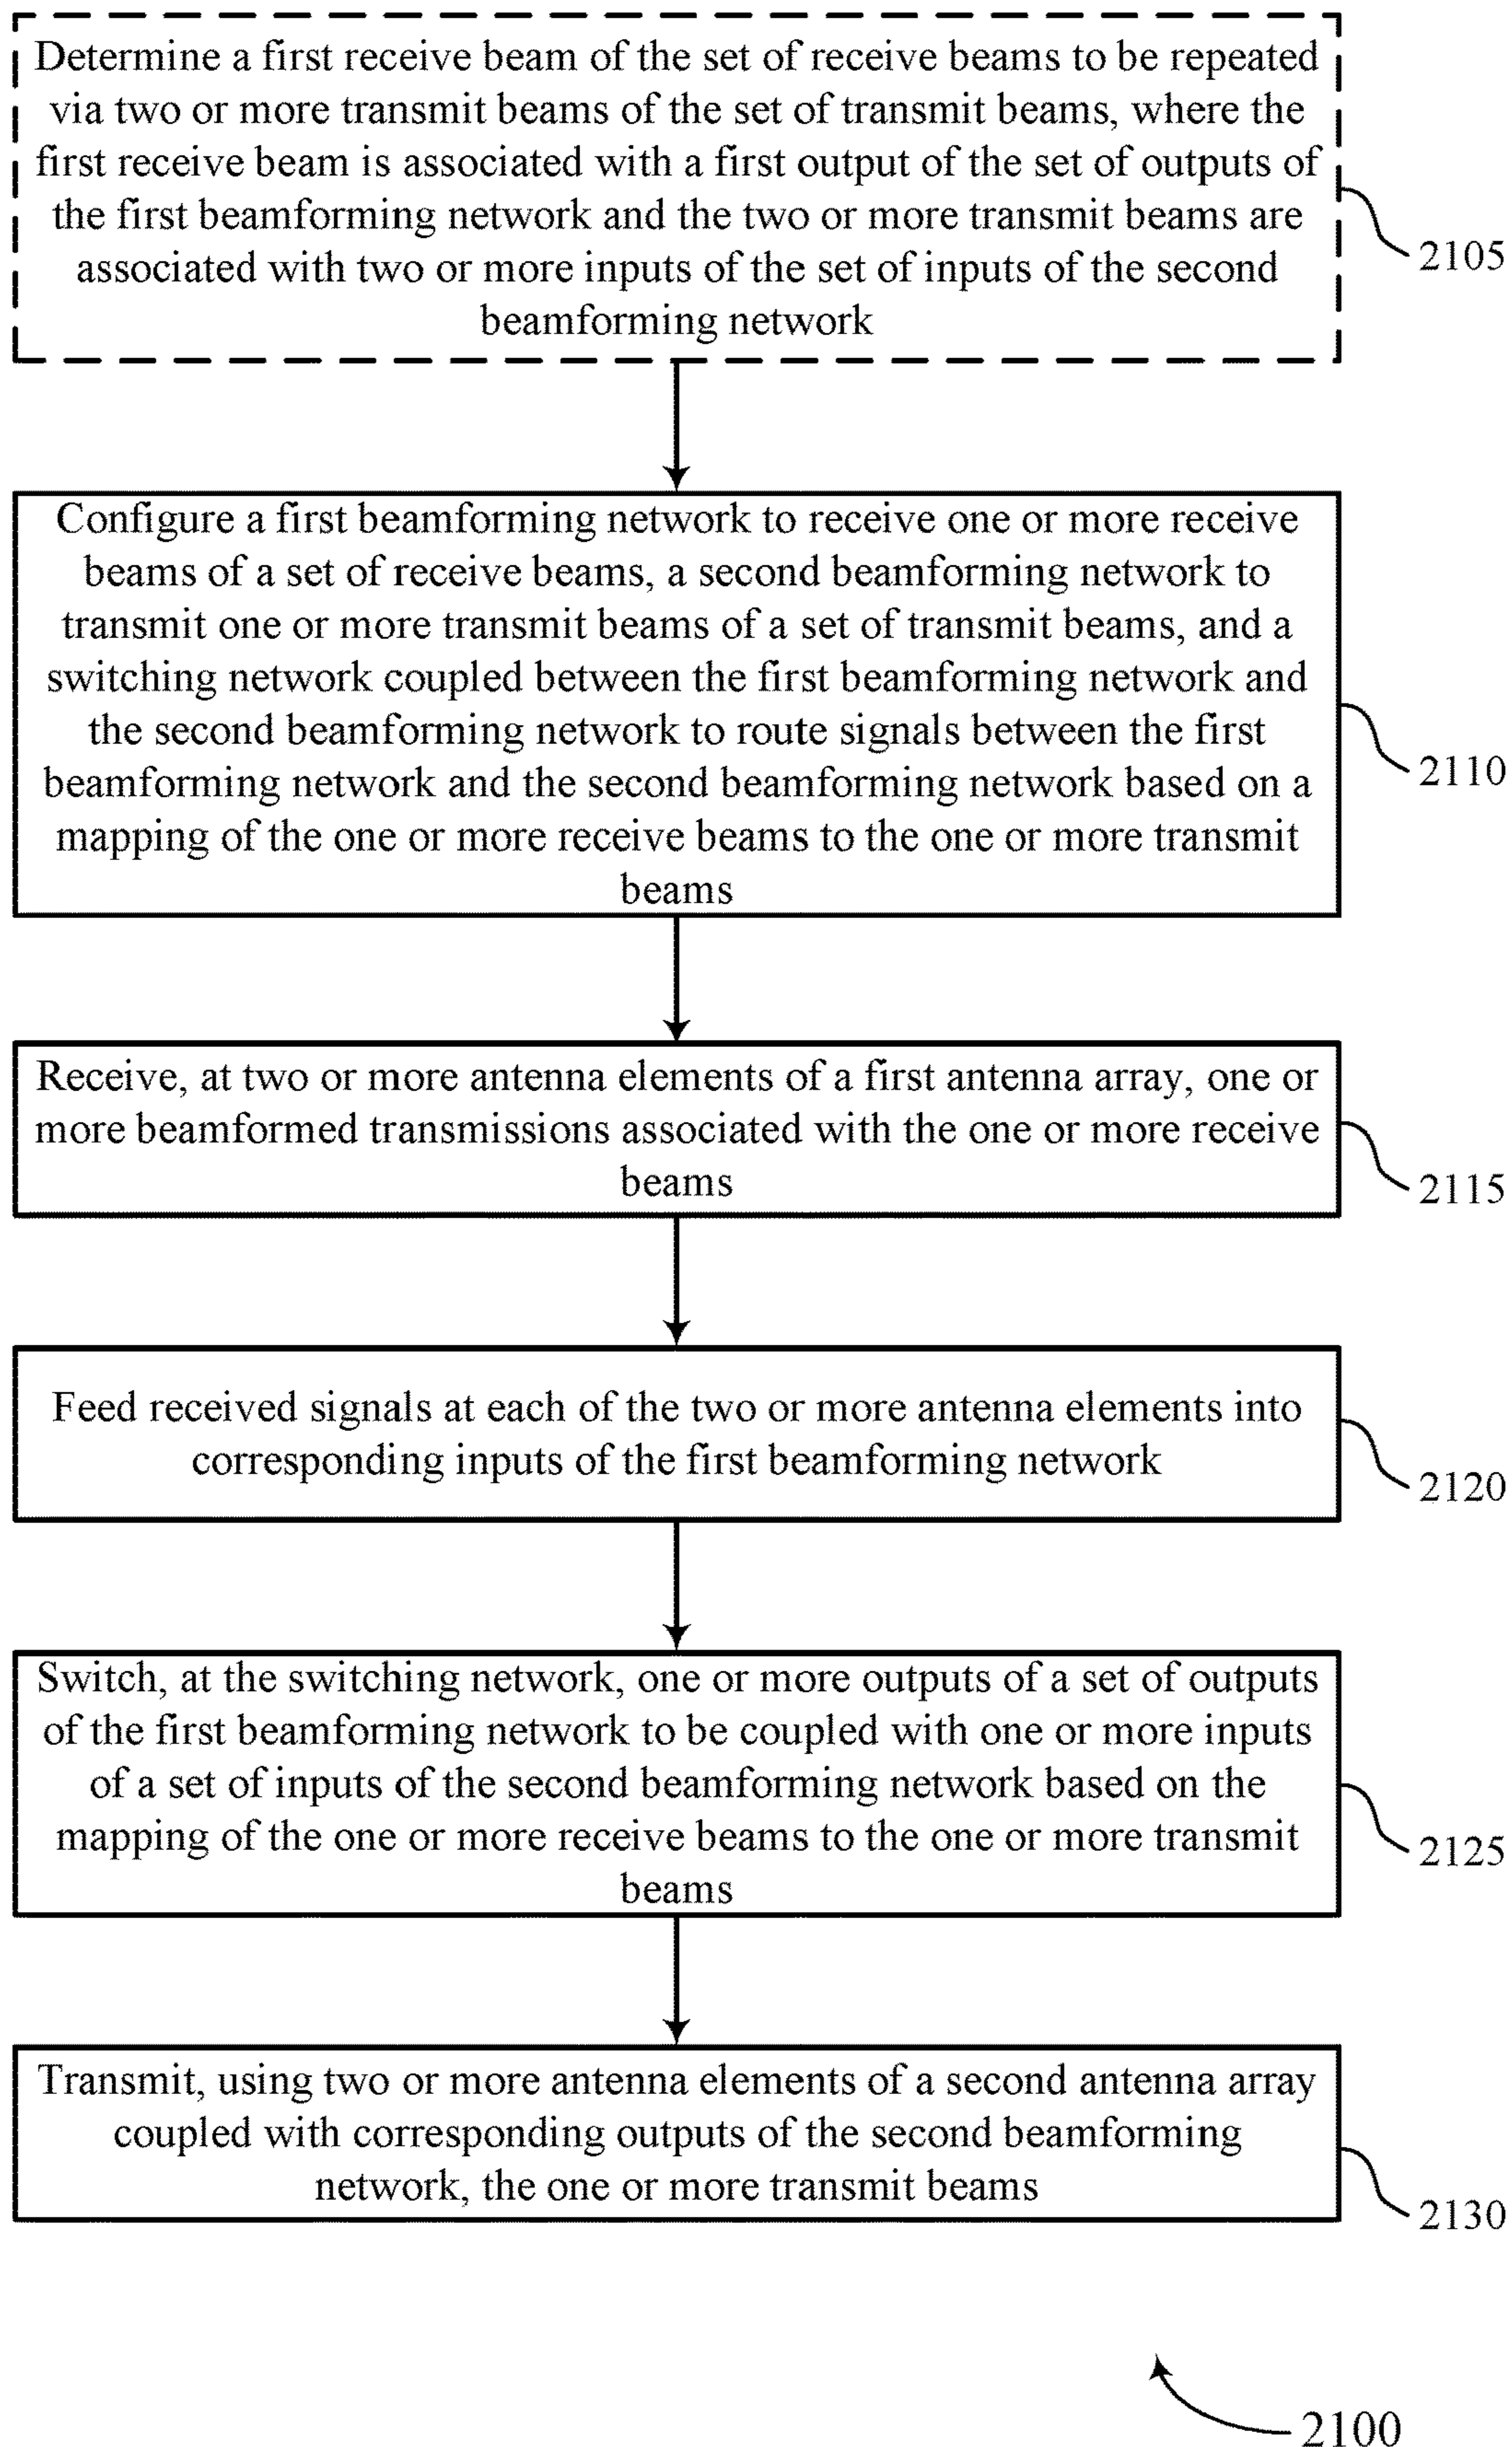 Determine a first receive beam of the set of receive beams to be repeated
via two or more transmit beams of the set of transmit beams, where the
first receive beam is associated with a first output of the set of outputs of
the first beamforming network and the two or more transmit beams are
associated with two or more inputs of the set of inputs of the second
beamforming network
2105
Configure a first beamforming network to receive one or more receive
beams of a set of receive beams, a second beamforming network to
transmit one or more transmit beams of a set of transmit beams, and a
switching network coupled between the first beamforming network and
the second beamforming network to route signals between the first
beamforming network and the second beamforming network based on a
mapping of the one or more receive beams to the one or more transmit
beams
2110
Receive, at two or more antenna elements of a first antenna array, one or
more beamformed transmissions associated with the one or more receive
beams
2115
Feed received signals at each of the two or more antenna elements into
corresponding inputs of the first beamforming network
2120
Switch, at the switching network, one or more outputs of a set of outputs
of the first beamforming network to be coupled with one or more inputs
of a set of inputs of the second beamforming network based on the
mapping of the one or more receive beams to the one or more transmit
beams
2125
Transmit, using two or more antenna elements of a second antenna array
coupled with corresponding outputs of the second beamforming
network, the one or more transmit beams
2130
2100